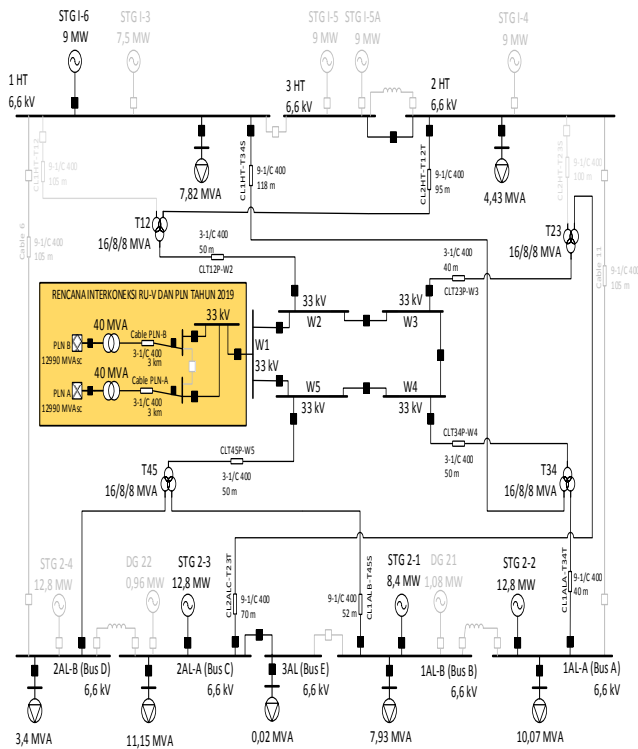 STG I-6
9 MW
STG I-3
7,5 MW
STG I-5
9 MW
STG I-5A
9 MW
STG I-4
9 MW
1 HT
6,6 kV
3 HT
6,6 kV
2 HT
6,6 kV
CL1HT-T12
9-1/C 400
105 m
7,82 MVA
CL1HT-T34S
9-1/C 400
118 m
CL2HT-T12T
9-1/C 400
95 m
4,43 MVA
CL2HT-T23S
9-1/C 400
100 m
T12
16/8/8 MVA
T23
16/8/8 MVA
Cable 6
9-1/C 400
105 m
Cable 11
9-1/C 400
105 m
3-1/C 400
50 m
CLT12P-W2
3-1/C 400
40 m
CLT23P-W3
RENCANA INTERKONEKSI RU-V DAN PLN TAHUN 2019
PLN B
12990 MVAsc
40 MVA
Cable PLN-B
3-1/C 400
3 km
33 kV
PLN A
12990 MVAsc
40 MVA
Cable PLN-A
3-1/C 400
3 km
W1
33 kV
33 kV
W2
33 kV
W3
W5
33 kV
W4
33 kV
CLT45P-W5
3-1/C 400
50 m
CLT34P-W4
3-1/C 400
50 m
T45
16/8/8 MVA
T34
16/8/8 MVA
STG 2-4
12,8 MW
DG 22
0,96 MW
STG 2-3
12,8 MW
CL2ALC-T23T
9-1/C 400
70 m
CL1ALB-T45S
9-1/C 400
52 m
STG 2-1
8,4 MW
DG 21
1,08 MW
STG 2-2
12,8 MW
CL1ALA-T34T
9-1/C 400
40 m
2AL-B (Bus D)
6,6 kV
2AL-A (Bus C)
6,6 kV
3AL (Bus E)
6,6 kV
1AL-B (Bus B)
6,6 kV
1AL-A (Bus A)
6,6 kV
3,4 MVA
11,15 MVA
0,02 MVA
7,93 MVA
10,07 MVA